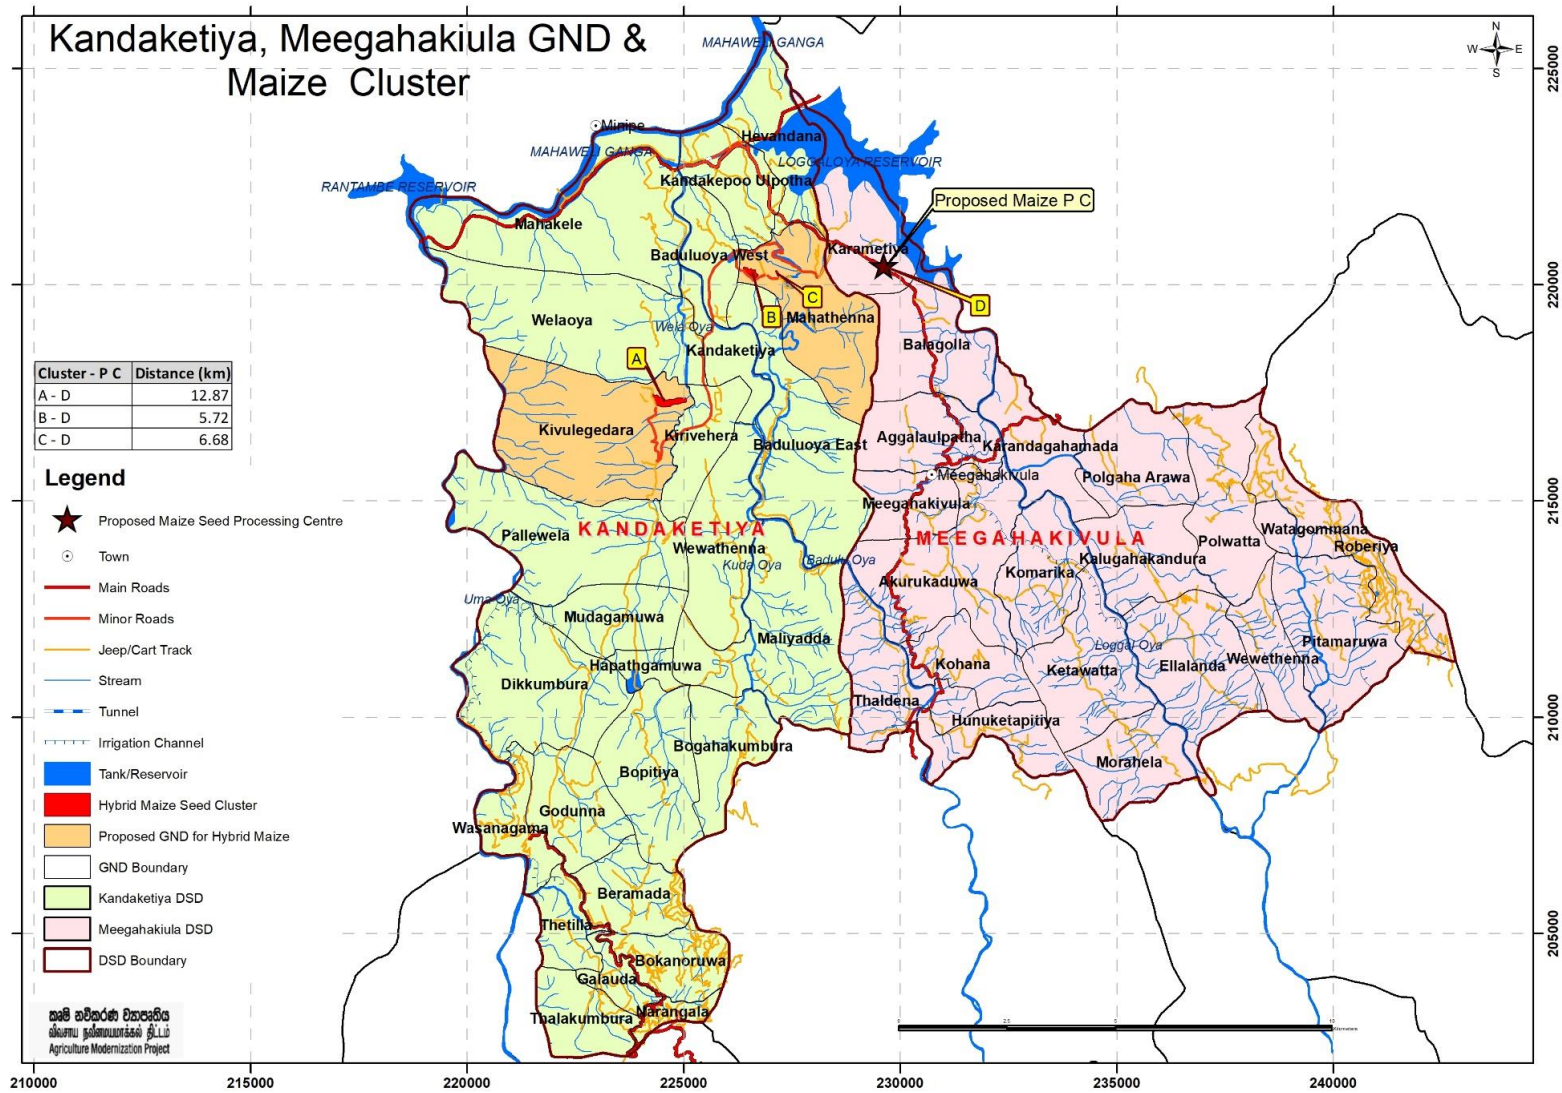 Kandaketiya, Meegahakiula GND &
Maize Cluster
N
W E
S
MAHAWELI GANGA
Minipe
Hevandana
MAHAWELI GANGA
LOGGALOYA RESERVOIR
RANTAMBE RESERVOIR
Kandakepoo Ulpotha
Proposed Maize P C
Mahakele
Karametiya
Baduluoya West
C
D
B
Mahathenna
Welaoya
Wela Oya
Kandaketiya
Balagolla
A
Cluster - P C Distance (km)
A - D 12.87
B - D 5.72
C - D 6.68
Kivulegedara
Kirivehera
Baduluoya East
Aggalaulpatha
Karandagahamada
Meegahakivula
Polgaha Arawa
Meegahakivula
KANDAKETIYA
MEEGAHAKIVULA
Pallewela
Wewathenna
Kuda Oya
Badulu Oya
Watagommana
Polwatta
Roberiya
Kalugahakandura
Komarika
Akurukaduwa
Uma Oya
Mudagamuwa
Maliyadda
Loggal Oya
Pitamaruwa
Hapathgamuwa
Kohana
Ketawatta
Ellalanda
Wewethenna
Dikkumbura
Thaldena
Hunuketapitiya
Bogahakumbura
Morahela
Bopitiya
Godunna
Wasanagama
Beramada
Thetilla
Bokanoruwa
Galauda
Narangala
Thalakumbura
Legend
Proposed Maize Seed Processing Centre
Town
Main Roads
Minor Roads
Jeep/Cart Track
Stream
Tunnel
Irrigation Channel
Tank/Reservoir
Hybrid Maize Seed Cluster
Proposed GND for Hybrid Maize
GND Boundary
Kandaketiya DSD
Meegahakiula DSD
DSD Boundary
කෘෂි නවීකරණ ව්‍යාපෘතිය
விவசாய நவீனமயமாக்கல் திட்டம்
Agriculture Modernization Project
225000
220000
215000
210000
205000
210000 215000 220000 225000 230000 235000 240000